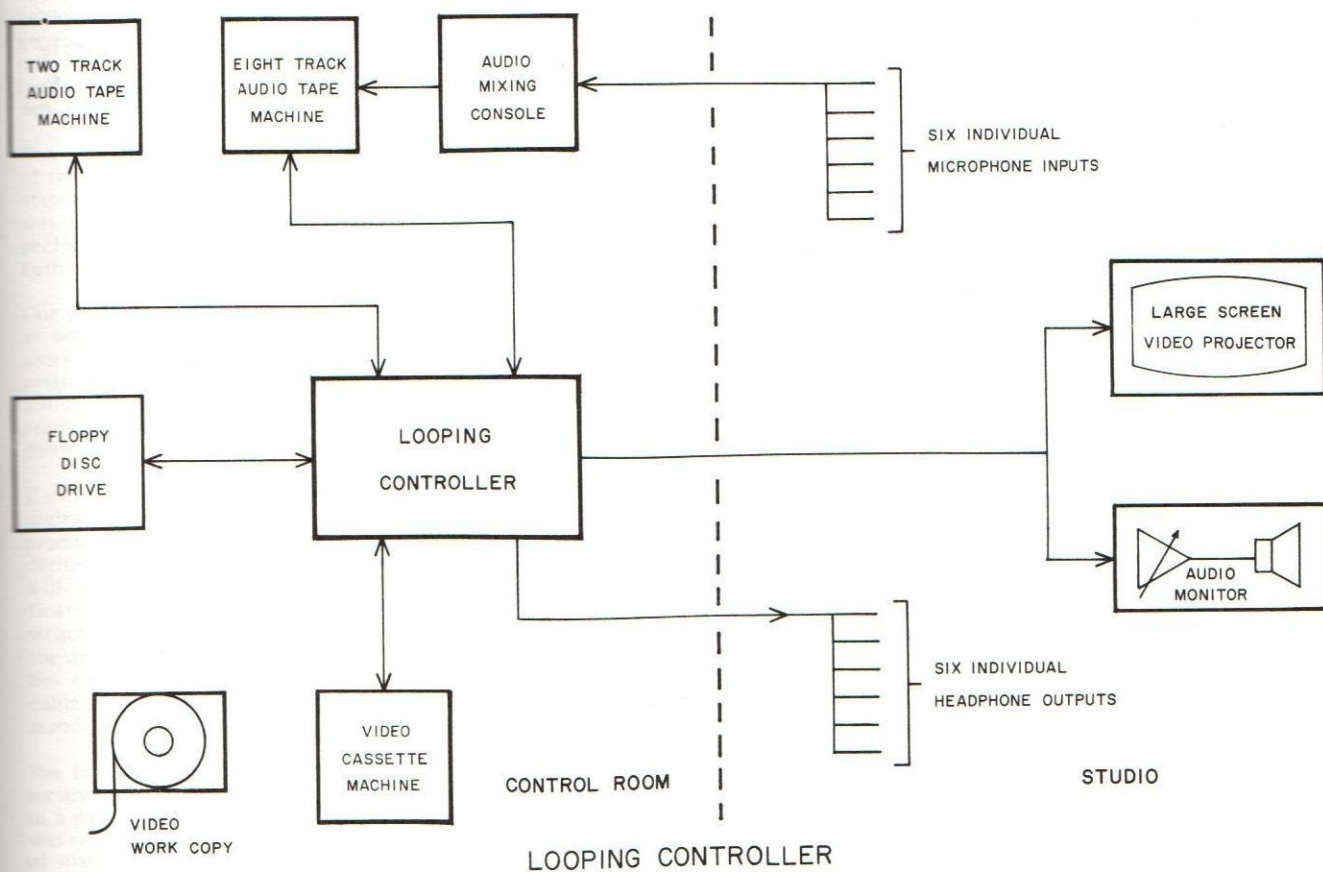 TWO TRACK
AUDIO TAPE
MACHINE
EIGHT TRACK
AUDIO TAPE
MACHINE
AUDIO
MIXING
CONSOLE
SIX INDIVIDUAL
MICROPHONE INPUTS
LARGE SCREEN
VIDEO PROJECTOR
FLOPPY
DISC
DRIVE
LOOPING
CONTROLLER
AUDIO
MONITOR
SIX INDIVIDUAL
HEADPHONE OUTPUTS
VIDEO
CASSETTE
MACHINE
VIDEO
WORK COPY
CONTROL ROOM
STUDIO
LOOPING CONTROLLER